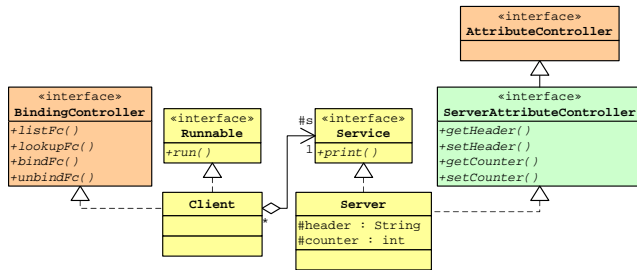 «interface»
AttributeController
«interface»
BindingController
+listFc()
+lookupFc()
+bindFc()
+unbindFc()
«interface»
Runnable
+run()
#s
1
«interface»
Service
+print()
«interface»
ServerAttributeController
+getHeader()
+setHeader()
+getCounter()
+setCounter()
Client
*
Server
#header : String
#counter : int